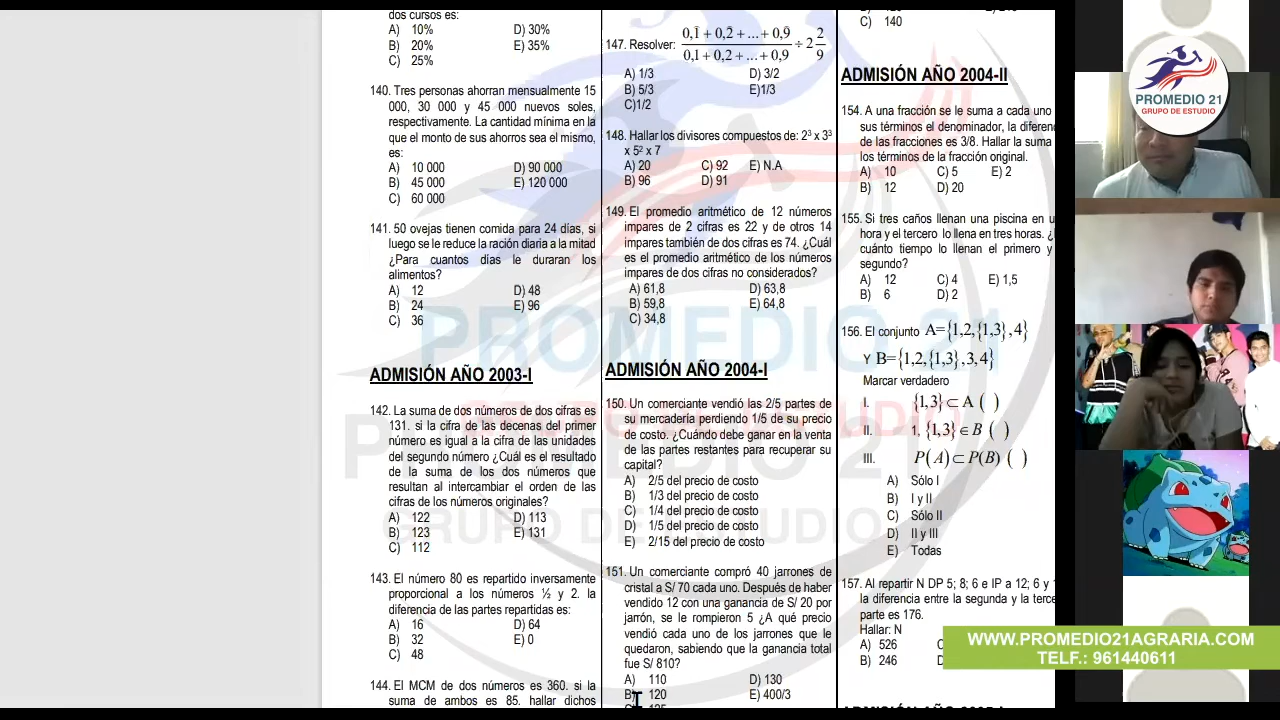 dos cursos es:
A) 10% D) 30%
B) 20% E) 35%
C) 25%
140. Tres personas ahorran mensualmente 15
000, 30 000 y 45 000 nuevos soles,
respectivamente. La cantidad mínima en la
que el monto de sus ahorros sea el mismo,
es:
A) 10 000 D) 90 000
B) 45 000 E) 120 000
C) 60 000
141. 50 ovejas tienen comida para 24 días, si
luego se le reduce la ración diaria a la mitad
¿Para cuantos días le duraran los
alimentos?
A) 12 D) 48
B) 24 E) 96
C) 36
ADMISIÓN AÑO 2003-I
142. La suma de dos números de dos cifras es
131. si la cifra de las decenas del primer
número es igual a la cifra de las unidades
del segundo número ¿Cuál es el resultado
de la suma de los dos números que
resultan al intercambiar el orden de las
cifras de los números originales?
A) 122 D) 113
B) 123 E) 131
C) 112
143. El número 80 es repartido inversamente
proporcional a los números ½ y 2. la
diferencia de las partes repartidas es:
A) 16 D) 64
B) 32 E) 0
C) 48
144. El MCM de dos números es 360. si la
suma de ambos es 85. hallar dichos
147. Resolver: 0,1̄ + 0,2̄ + ... + 0,9̄ / 0,1 + 0,2 + ... + 0,9 ÷ 2 2/9
A) 1/3 D) 3/2
B) 5/3 E)1/3
C)1/2
148. Hallar los divisores compuestos de: 2³ x 3³
x 5² x 7
A) 20 C) 92 E) N.A
B) 96 D) 91
149. El promedio aritmético de 12 números
impares de 2 cifras es 22 y de otros 14
impares también de dos cifras es 74. ¿Cuál
es el promedio aritmético de los números
impares de dos cifras no considerados?
A) 61,8 D) 63,8
B) 59,8 E) 64,8
C) 34,8
ADMISIÓN AÑO 2004-I
150. Un comerciante vendió las 2/5 partes de
su mercadería perdiendo 1/5 de su precio
de costo. ¿Cuándo debe ganar en la venta
de las partes restantes para recuperar su
capital?
A) 2/5 del precio de costo
B) 1/3 del precio de costo
C) 1/4 del precio de costo
D) 1/5 del precio de costo
E) 2/15 del precio de costo
151. Un comerciante compró 40 jarrones de
cristal a S/ 70 cada uno. Después de haber
vendido 12 con una ganancia de S/ 20 por
jarrón, se le rompieron 5 ¿A qué precio
vendió cada uno de los jarrones que le
quedaron, sabiendo que la ganancia total
fue S/ 810?
A) 110 D) 130
B) 120 E) 400/3
C) 140
ADMISIÓN AÑO 2004-II
154. A una fracción se le suma a cada uno
sus términos el denominador, la diferen
de las fracciones es 3/8. Hallar la suma
los términos de la fracción original.
A) 10 C) 5 E) 2
B) 12 D) 20
155. Si tres caños llenan una piscina en u
hora y el tercero lo llena en tres horas. ¿
cuánto tiempo lo llenan el primero y
segundo?
A) 12 C) 4 E) 1,5
B) 6 D) 2
156. El conjunto A={1,2,{1,3},4}
Y B={1,2,{1,3},3,4}
Marcar verdadero
I. {1,3} ⊂ A ( )
II. 1, {1,3} ∈ B ( )
III. P(A) ⊂ P(B) ( )
A) Sólo I
B) I y II
C) Sólo II
D) II y III
E) Todas
157. Al repartir N DP 5; 8; 6 e IP a 12; 6 y
la diferencia entre la segunda y la terce
parte es 176.
Hallar: N
A) 526
B) 246
PROMEDIO 21
GRUPO DE ESTUDIO
PROMEDIO 21
GRUPO DE ESTUDIO
WWW.PROMEDIO21AGRARIA.COM
TELF.: 961440611